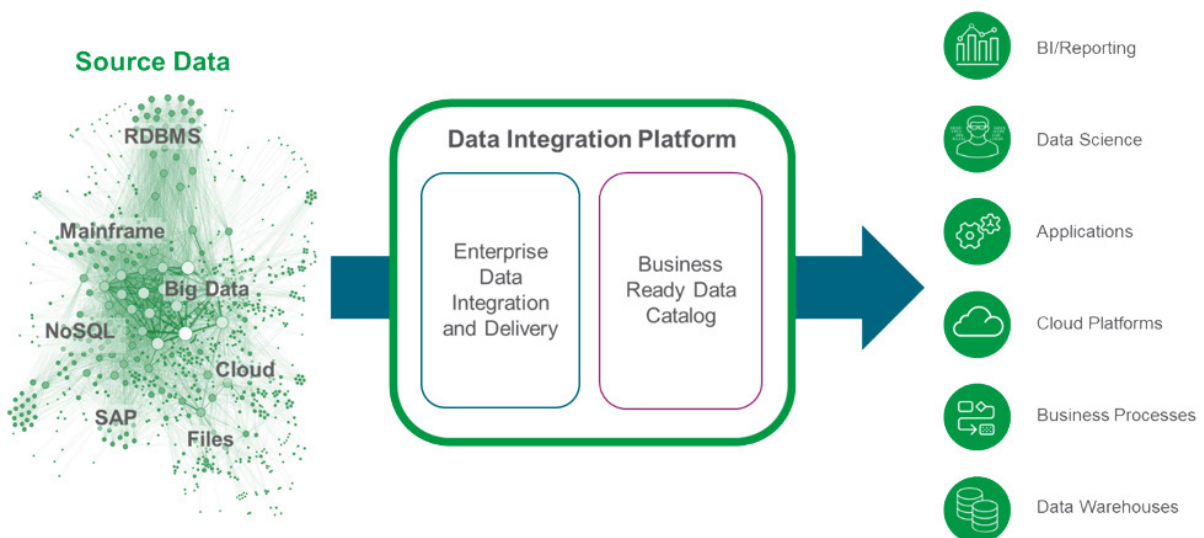 Source Data
RDBMS
Mainframe
Big Data
NoSQL
Cloud
SAP
Files
Data Integration Platform
Enterprise
Data
Integration
and Delivery
Business
Ready Data
Catalog
BI/Reporting
Data Science
Applications
Cloud Platforms
Business Processes
Data Warehouses